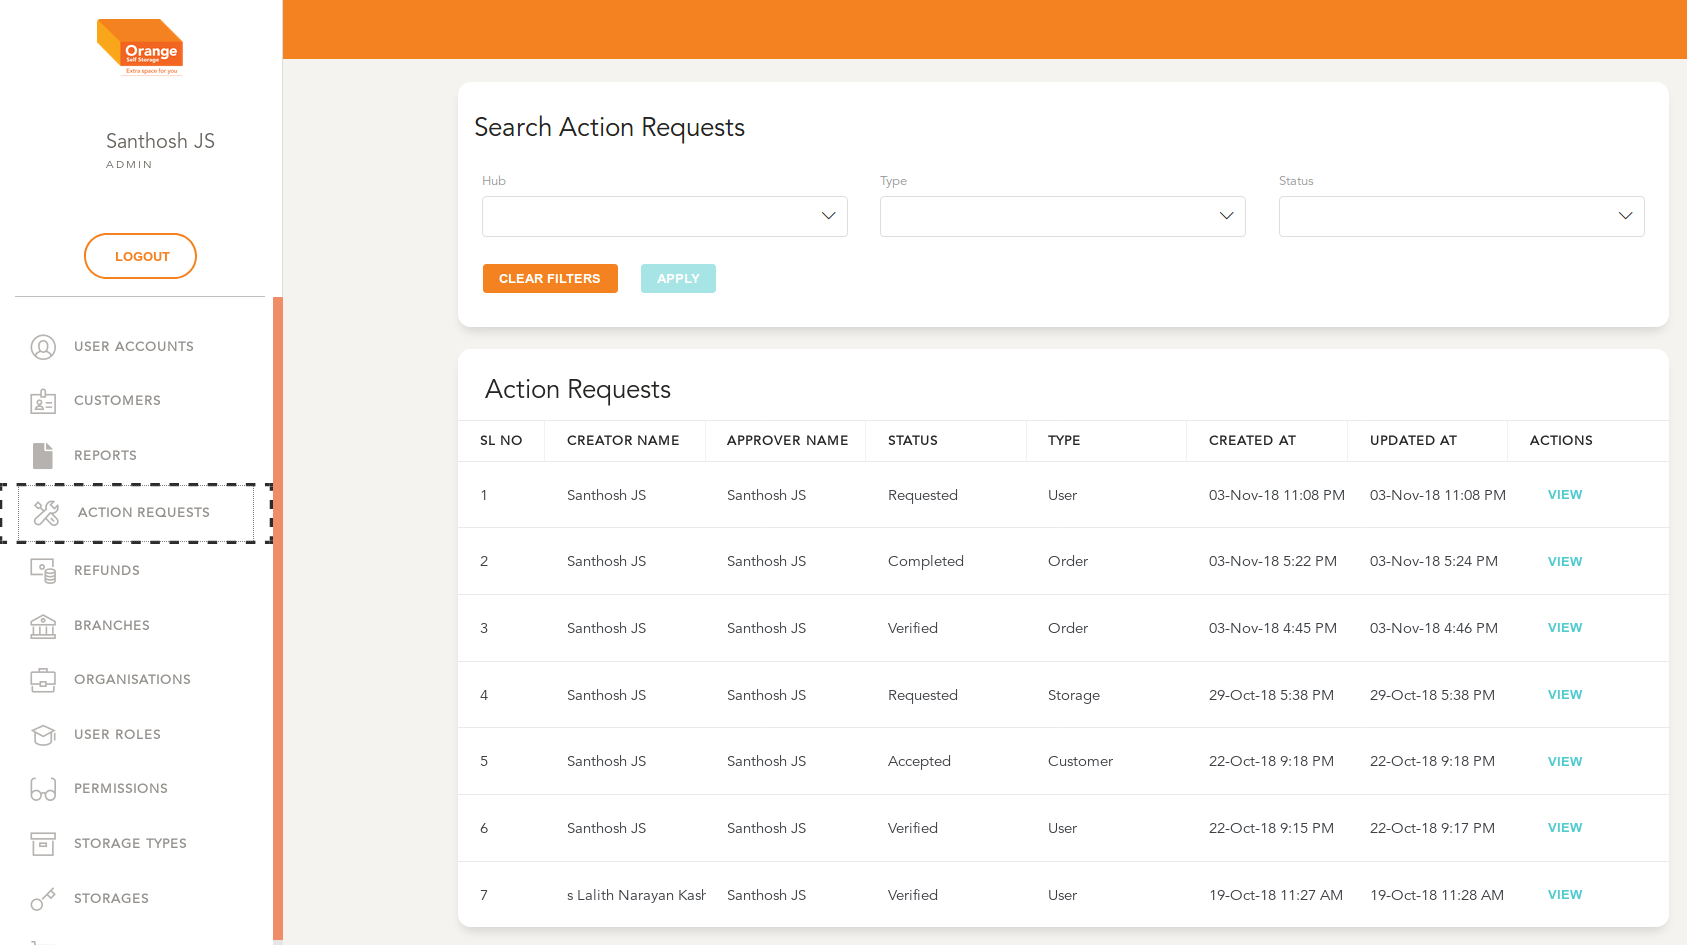 Orange
Self Storage
Extra space for you
Santhosh JS
ADMIN
LOGOUT
USER ACCOUNTS
CUSTOMERS
REPORTS
ACTION REQUESTS
REFUNDS
BRANCHES
ORGANISATIONS
USER ROLES
PERMISSIONS
STORAGE TYPES
STORAGES
Search Action Requests
Hub Type Status
CLEAR FILTERS APPLY
Action Requests
SL NO CREATOR NAME APPROVER NAME STATUS TYPE CREATED AT UPDATED AT ACTIONS
1 Santhosh JS Santhosh JS Requested User 03-Nov-18 11:08 PM 03-Nov-18 11:08 PM VIEW
2 Santhosh JS Santhosh JS Completed Order 03-Nov-18 5:22 PM 03-Nov-18 5:24 PM VIEW
3 Santhosh JS Santhosh JS Verified Order 03-Nov-18 4:45 PM 03-Nov-18 4:46 PM VIEW
4 Santhosh JS Santhosh JS Requested Storage 29-Oct-18 5:38 PM 29-Oct-18 5:38 PM VIEW
5 Santhosh JS Santhosh JS Accepted Customer 22-Oct-18 9:18 PM 22-Oct-18 9:18 PM VIEW
6 Santhosh JS Santhosh JS Verified User 22-Oct-18 9:15 PM 22-Oct-18 9:17 PM VIEW
7 s Lalith Narayan Kash Santhosh JS Verified User 19-Oct-18 11:27 AM 19-Oct-18 11:28 AM VIEW